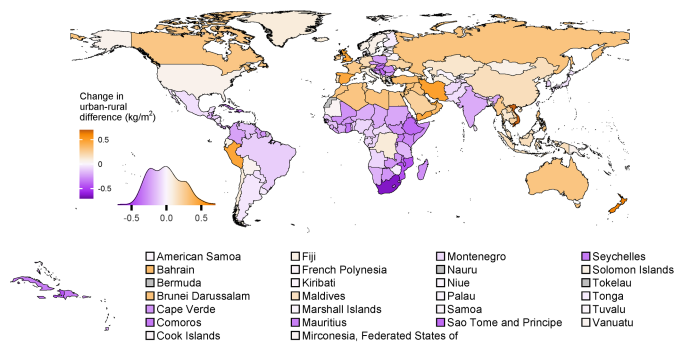 Change in
urban-rural
difference (kg/m²)
0.5
0.0
-0.5
-0.5
0.0
0.5
American Samoa
Bahrain
Bermuda
Brunei Darussalam
Cape Verde
Comoros
Cook Islands
Fiji
French Polynesia
Kiribati
Maldives
Marshall Islands
Mauritius
Mirconesia, Federated States of
Montenegro
Nauru
Niue
Palau
Samoa
Sao Tome and Principe
Seychelles
Solomon Islands
Tokelau
Tonga
Tuvalu
Vanuatu